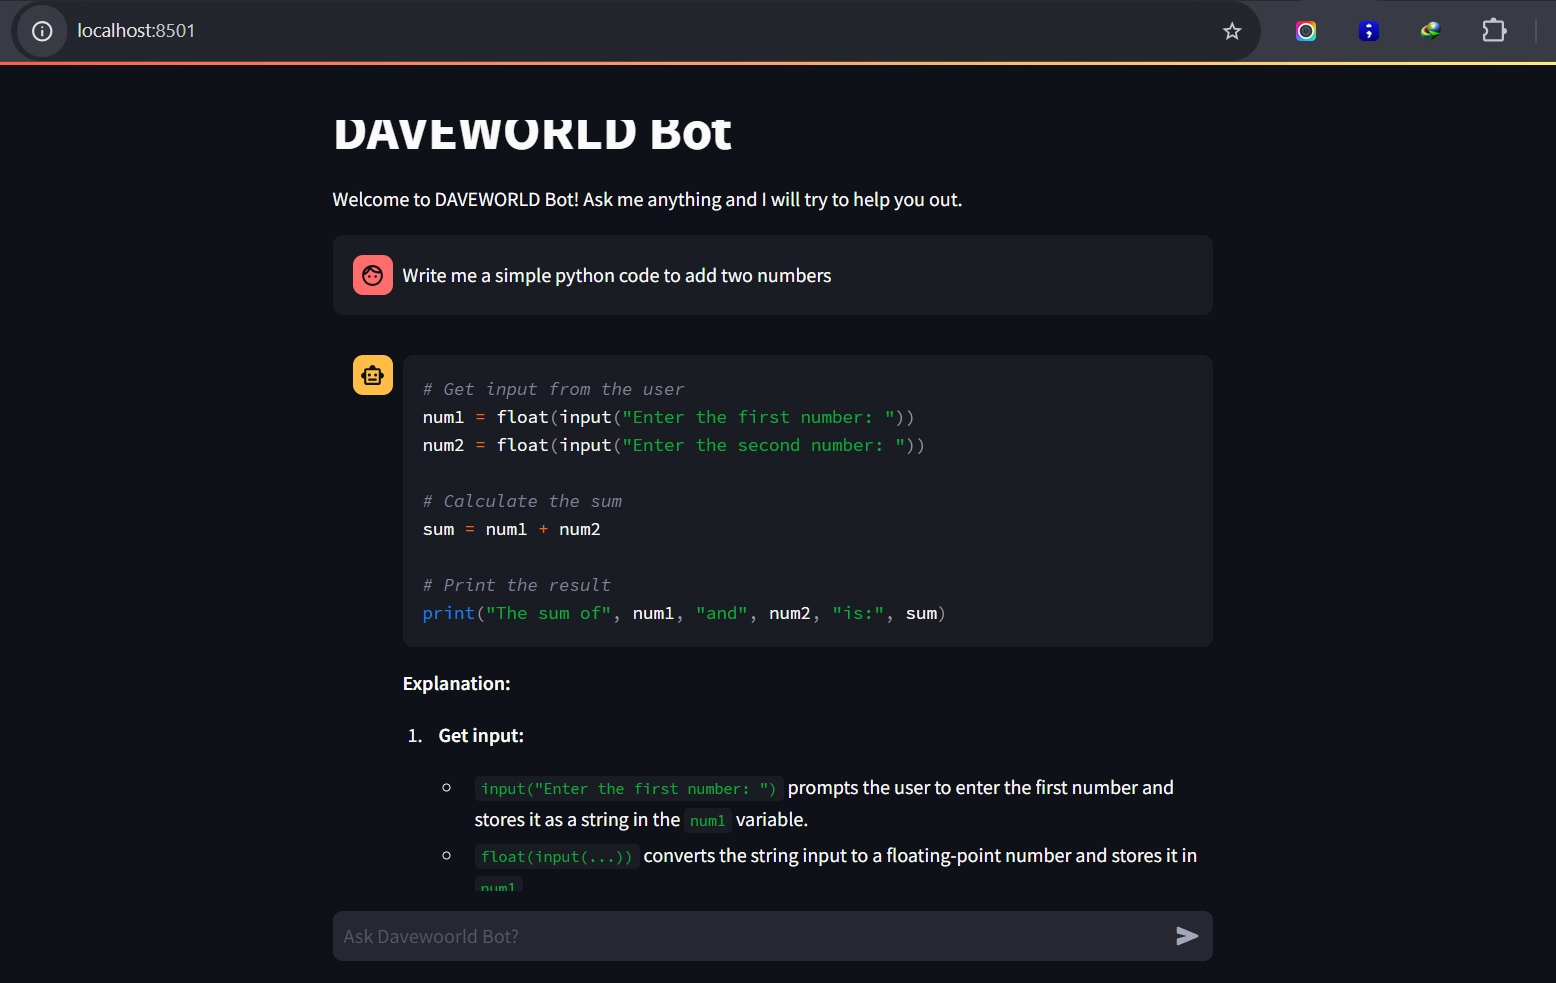 localhost:8501
DAVEWORLD Bot
Welcome to DAVEWORLD Bot! Ask me anything and I will try to help you out.
Write me a simple python code to add two numbers
# Get input from the user
num1 = float(input("Enter the first number: "))
num2 = float(input("Enter the second number: "))
# Calculate the sum
sum = num1 + num2
# Print the result
print("The sum of", num1, "and", num2, "is:", sum)
Explanation:
1. Get input:
input("Enter the first number: ") prompts the user to enter the first number and
stores it as a string in the num1 variable.
float(input(...)) converts the string input to a floating-point number and stores it in
num1
Ask Davewoorld Bot?